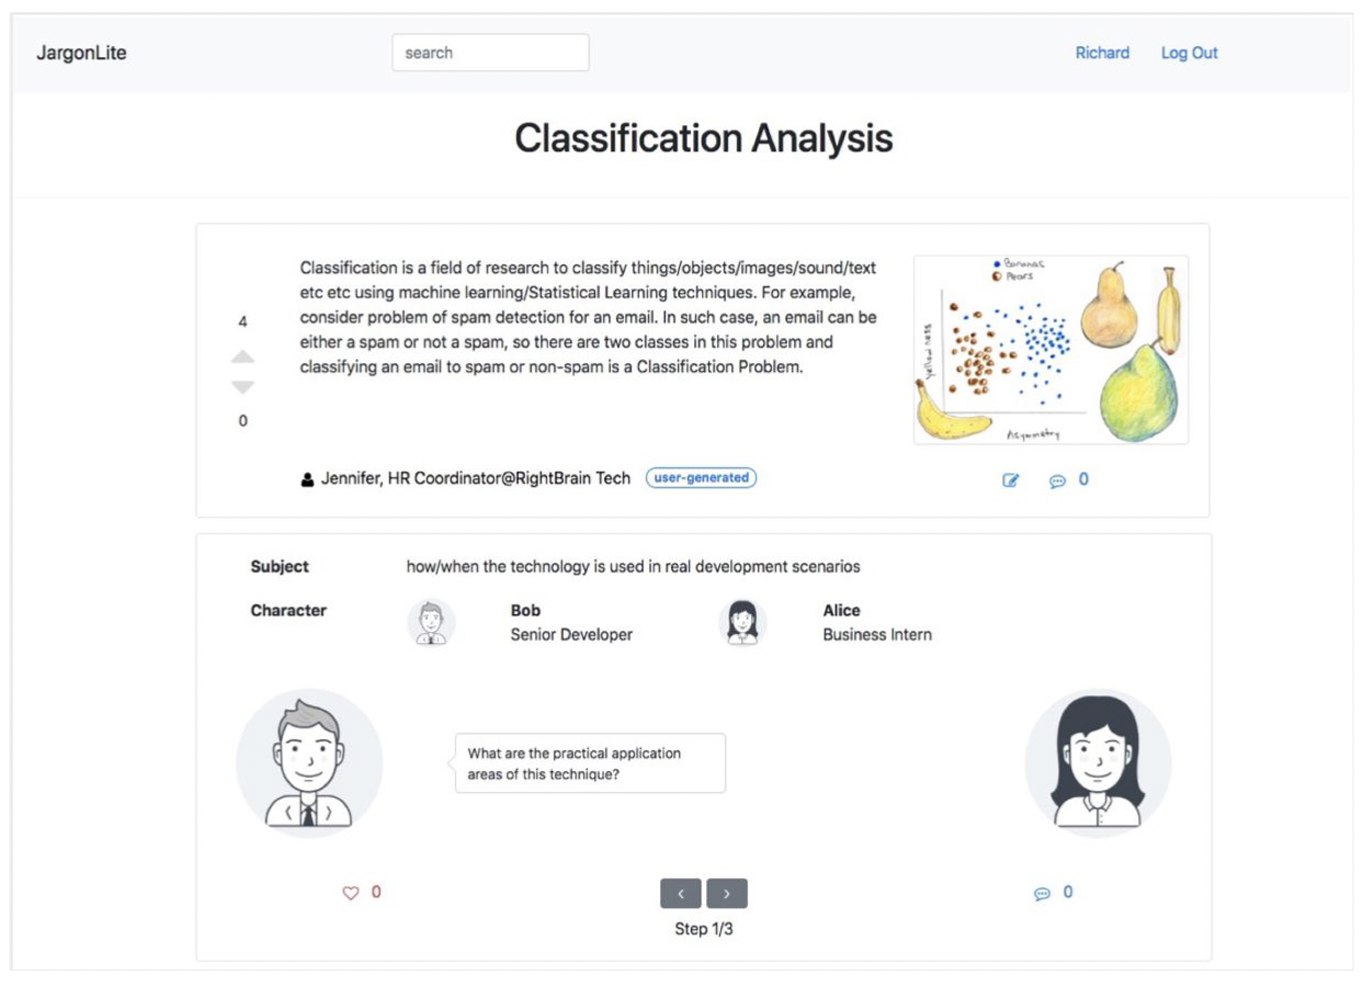 JargonLite
search
Richard
Log Out
Classification Analysis
Classification is a field of research to classify things/objects/images/sound/text
etc etc using machine learning/Statistical Learning techniques. For example,
consider problem of spam detection for an email. In such case, an email can be
either a spam or not a spam, so there are two classes in this problem and
classifying an email to spam or non-spam is a Classification Problem.
4
0
Bananas
Pears
Yellowness
Asymmetry
Jennifer, HR Coordinator@RightBrain Tech
user-generated
0
Subject
how/when the technology is used in real development scenarios
Character
Bob
Senior Developer
Alice
Business Intern
What are the practical application
areas of this technique?
0
‹
›
0
Step 1/3